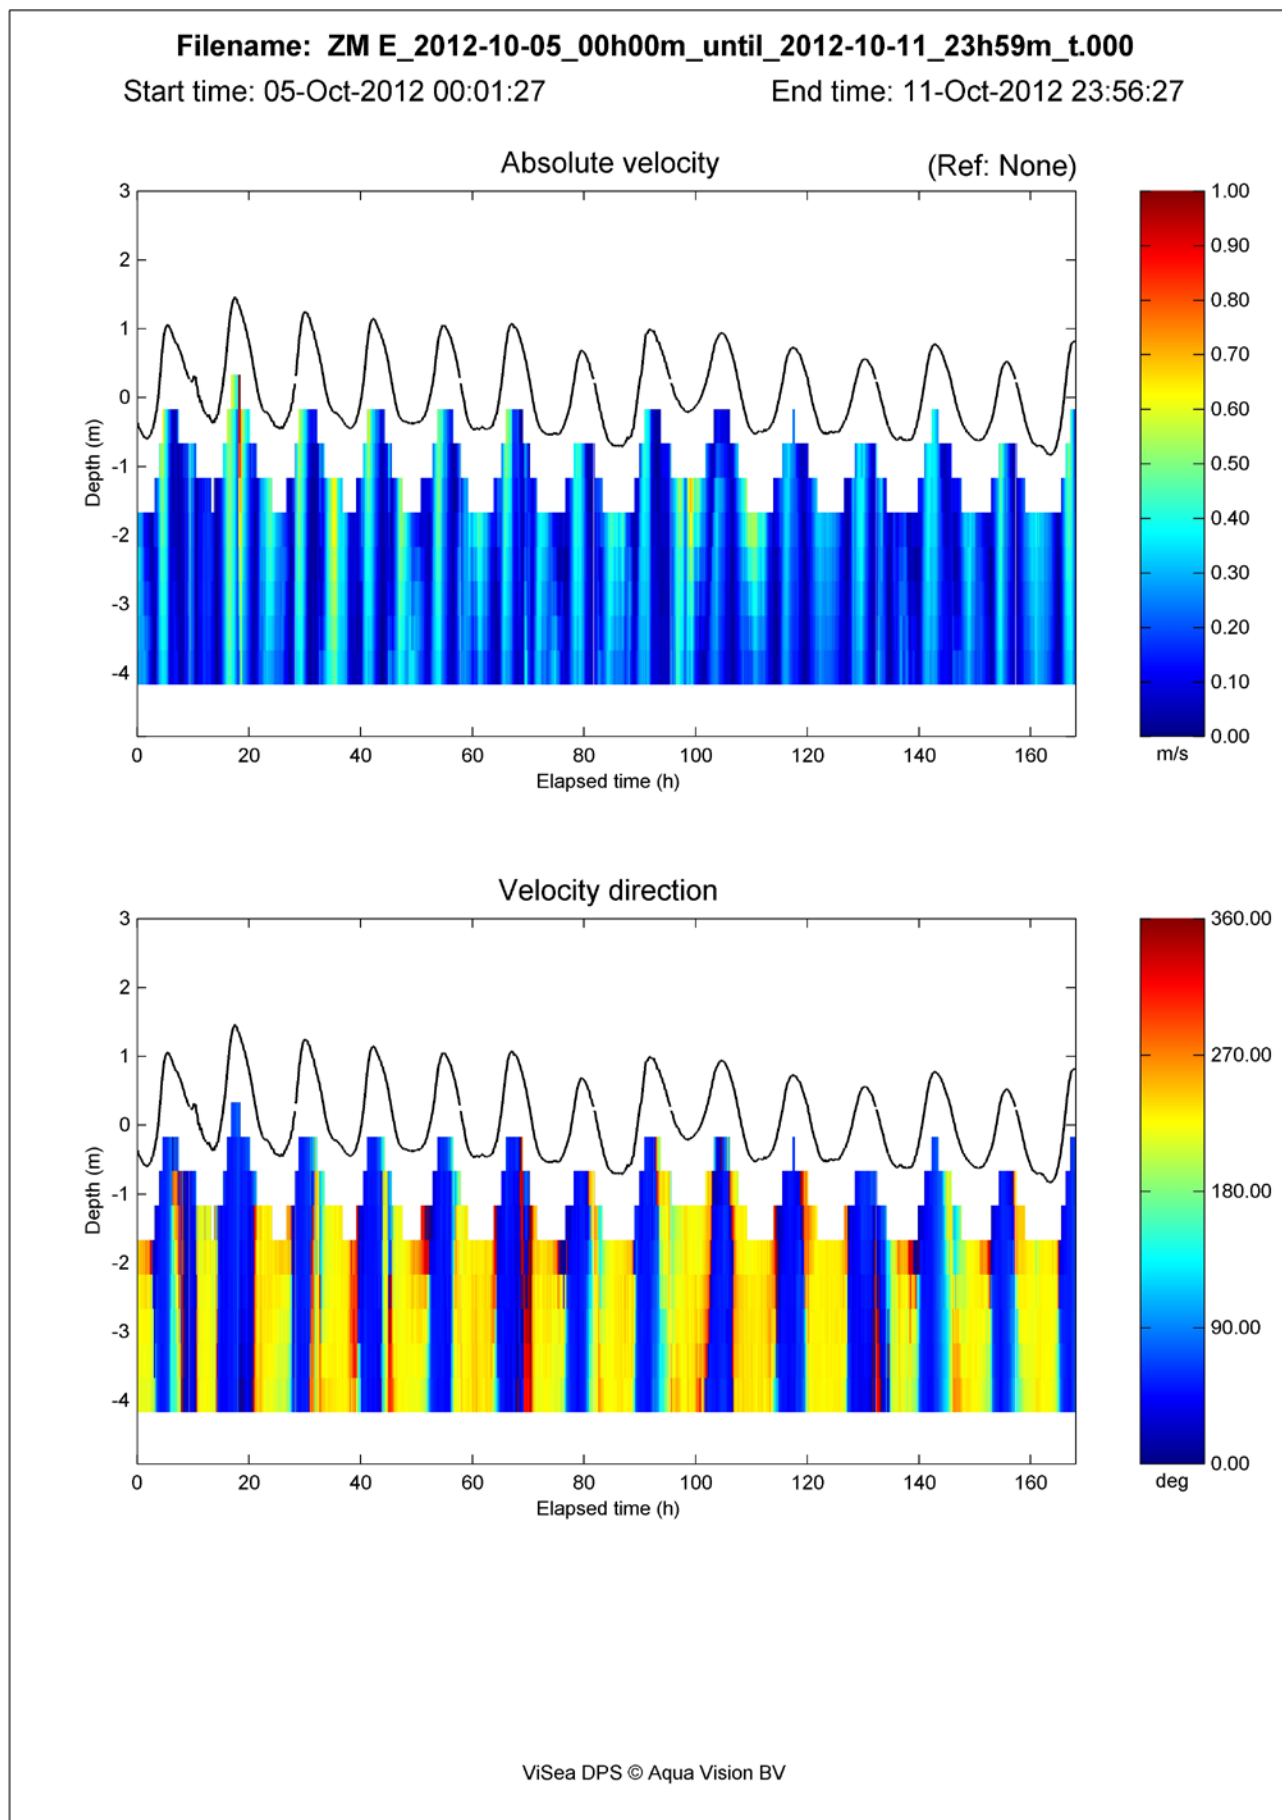 Filename: ZM E_2012-10-05_00h00m_until_2012-10-11_23h59m_t.000
Start time: 05-Oct-2012 00:01:27 End time: 11-Oct-2012 23:56:27
Absolute velocity (Ref: None)
3
2
1
0
-1
-2
-3
-4
Depth (m)
0 20 40 60 80 100 120 140 160
Elapsed time (h)
1.00
0.90
0.80
0.70
0.60
0.50
0.40
0.30
0.20
0.10
0.00
m/s
Velocity direction
3
2
1
0
-1
-2
-3
-4
Depth (m)
0 20 40 60 80 100 120 140 160
Elapsed time (h)
360.00
270.00
180.00
90.00
0.00
deg
ViSea DPS © Aqua Vision BV